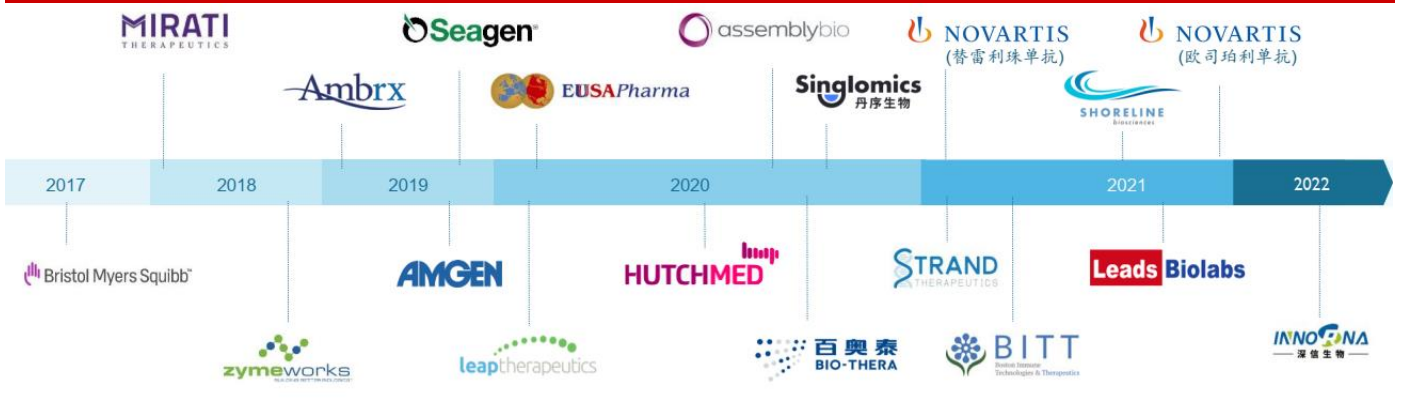 MIRATI
THERAPEUTICS
Seagen
assemblybio
NOVARTIS
(替雷利珠单抗)
NOVARTIS
(欧司珀利单抗)
Ambrx
EUSAPharma
Singlomics
丹序生物
SHORELINE
biosciences
2017
2018
2019
2020
2021
2022
Bristol Myers Squibb™
AMGEN
HUTCHMED
STRAND
THERAPEUTICS
Leads Biolabs
zymeworks
leaptherapeutics
百奥泰
BIO-THERA
BITT
Boston Immune
Technologies & Therapeutics
INNORNA
深信生物